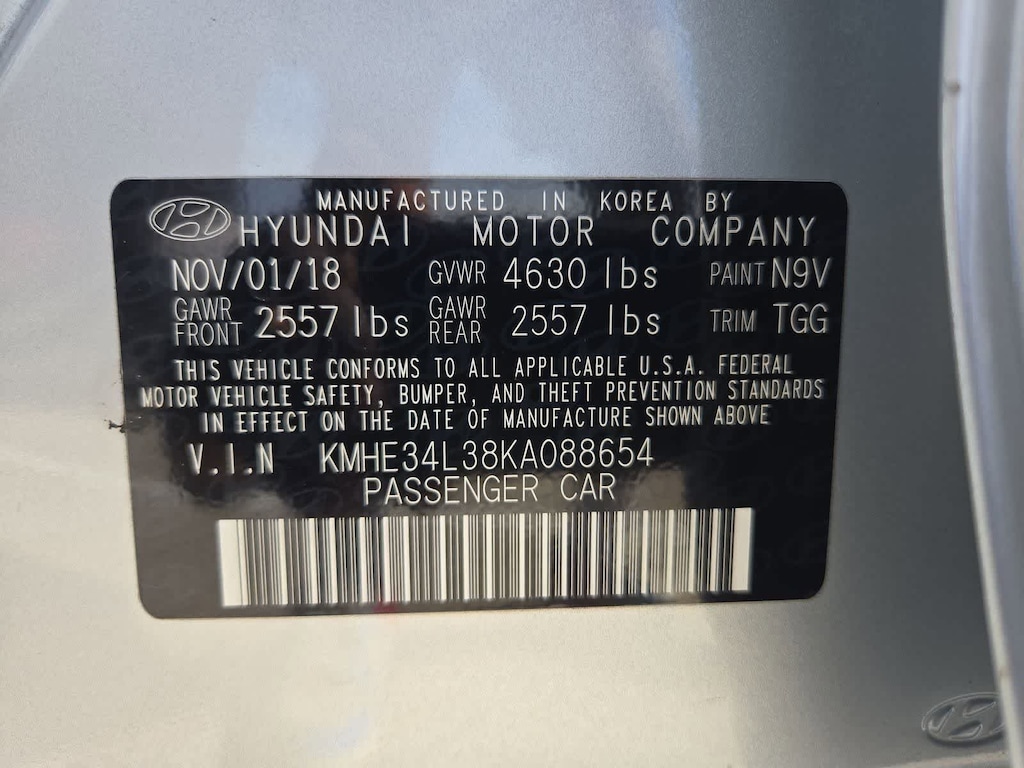 MANUFACTURED IN KOREA BY
HYUNDAI MOTOR COMPANY
NOV/01/18 GVWR 4630 lbs PAINT N9V
GAWR FRONT 2557 lbs GAWR REAR 2557 lbs TRIM TGG
THIS VEHICLE CONFORMS TO ALL APPLICABLE U.S.A. FEDERAL
MOTOR VEHICLE SAFETY, BUMPER, AND THEFT PREVENTION STANDARDS
IN EFFECT ON THE DATE OF MANUFACTURE SHOWN ABOVE
V.I.N KMHE34L38KA088654
PASSENGER CAR